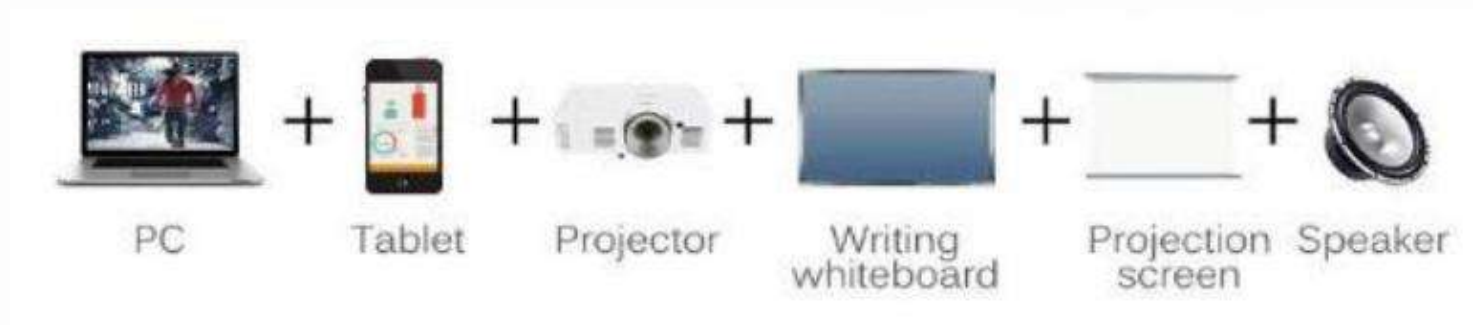 PC
Tablet
Projector
Writing
whiteboard
Projection
screen
Speaker